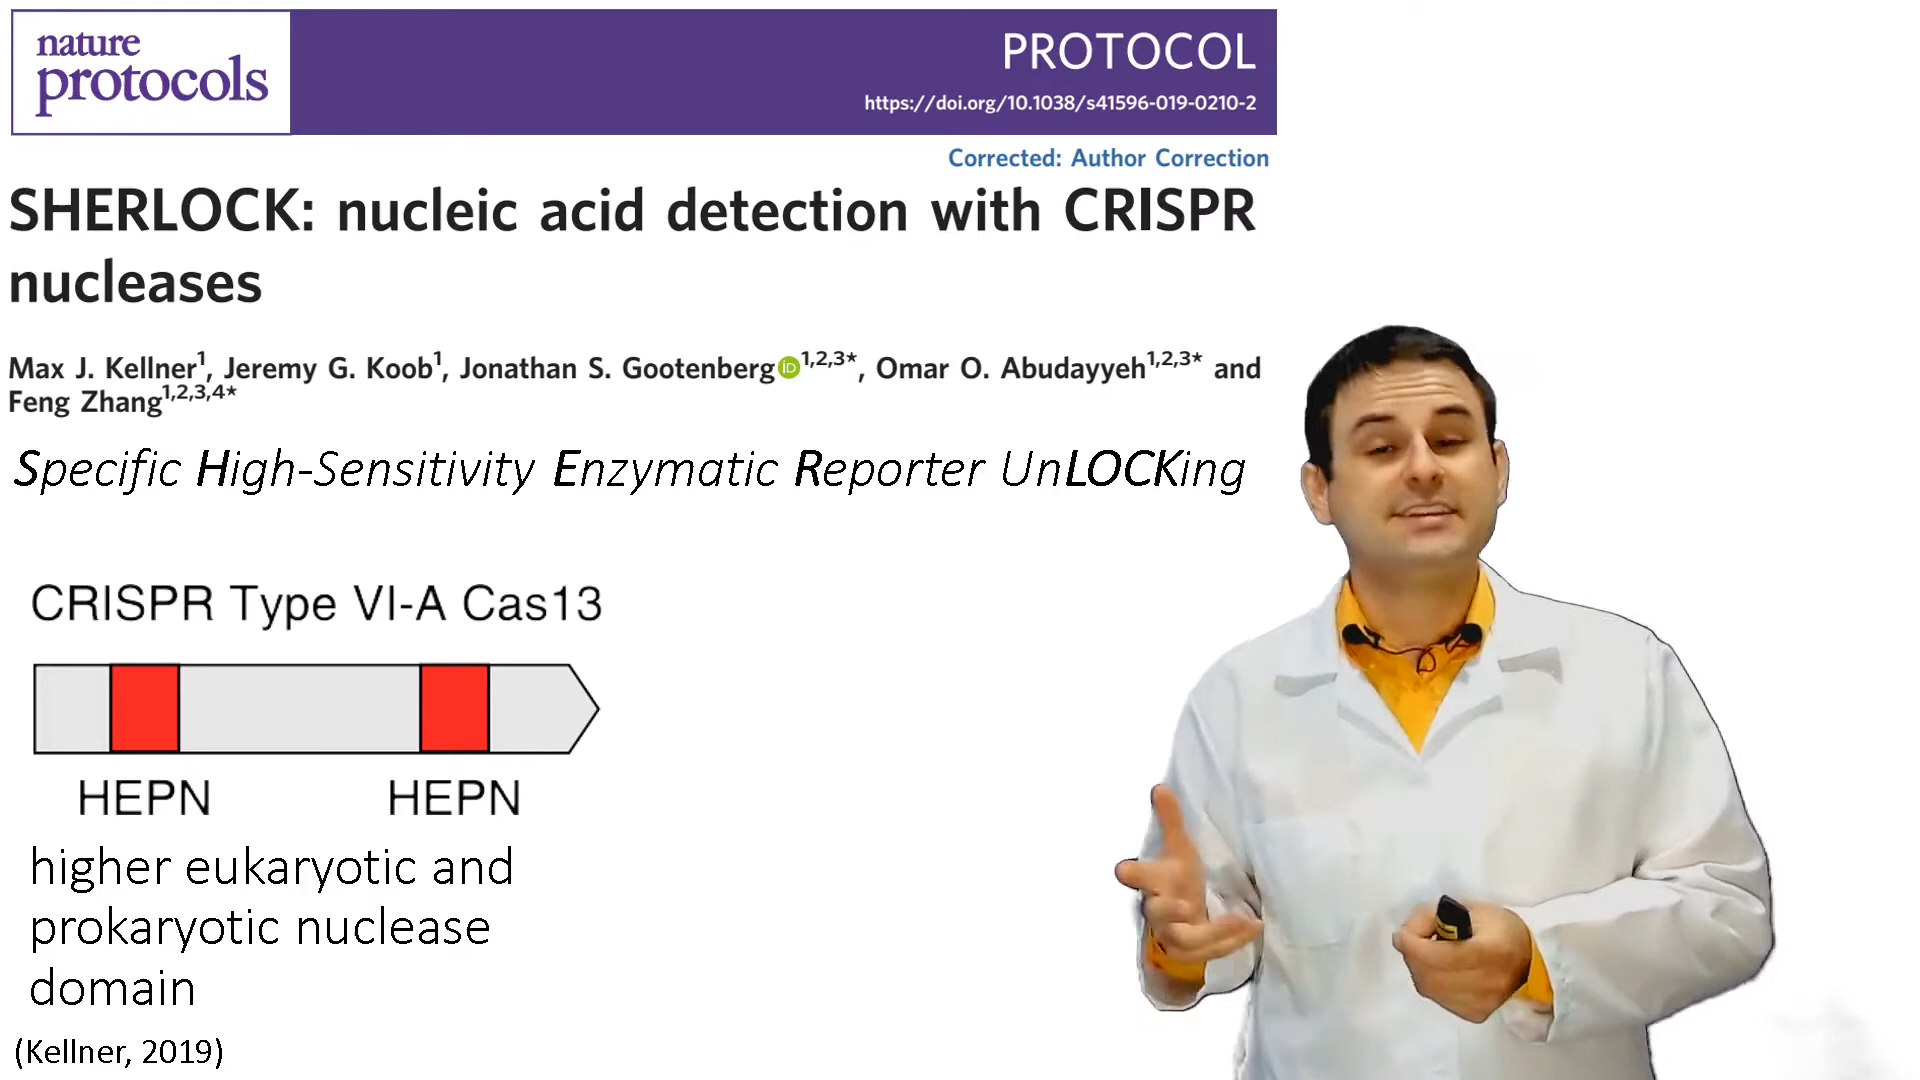 nature
protocols
PROTOCOL
https://doi.org/10.1038/s41596-019-0210-2
Corrected: Author Correction
SHERLOCK: nucleic acid detection with CRISPR
nucleases
Max J. Kellner1, Jeremy G. Koob1, Jonathan S. Gootenberg iD 1,2,3*, Omar O. Abudayyeh1,2,3* and
Feng Zhang1,2,3,4*
Specific High-Sensitivity Enzymatic Reporter UnLOCKing
CRISPR Type VI-A Cas13
HEPN HEPN
higher eukaryotic and
prokaryotic nuclease
domain
(Kellner, 2019)